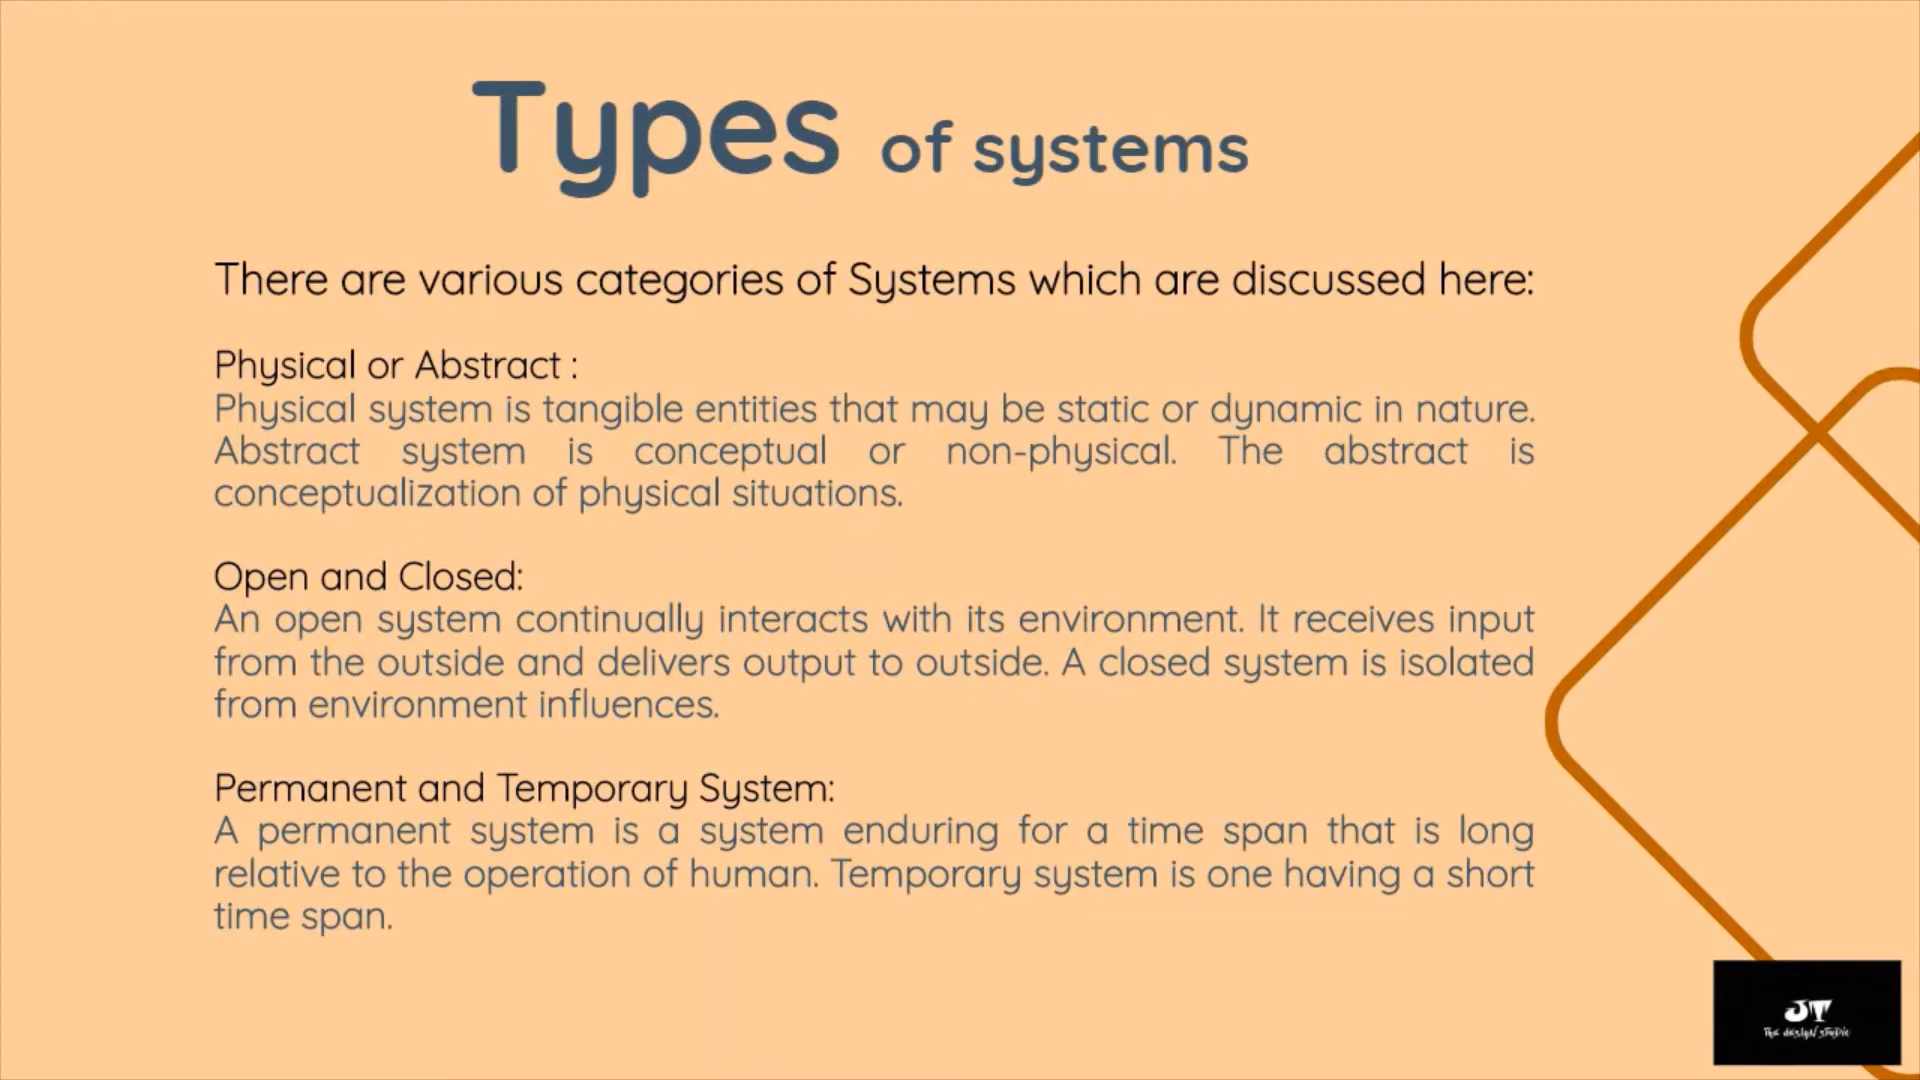 Types of systems
There are various categories of Systems which are discussed here:
Physical or Abstract :
Physical system is tangible entities that may be static or dynamic in nature.
Abstract system is conceptual or non-physical. The abstract is
conceptualization of physical situations.
Open and Closed:
An open system continually interacts with its environment. It receives input
from the outside and delivers output to outside. A closed system is isolated
from environment influences.
Permanent and Temporary System:
A permanent system is a system enduring for a time span that is long
relative to the operation of human. Temporary system is one having a short
time span.
JT
The design studio